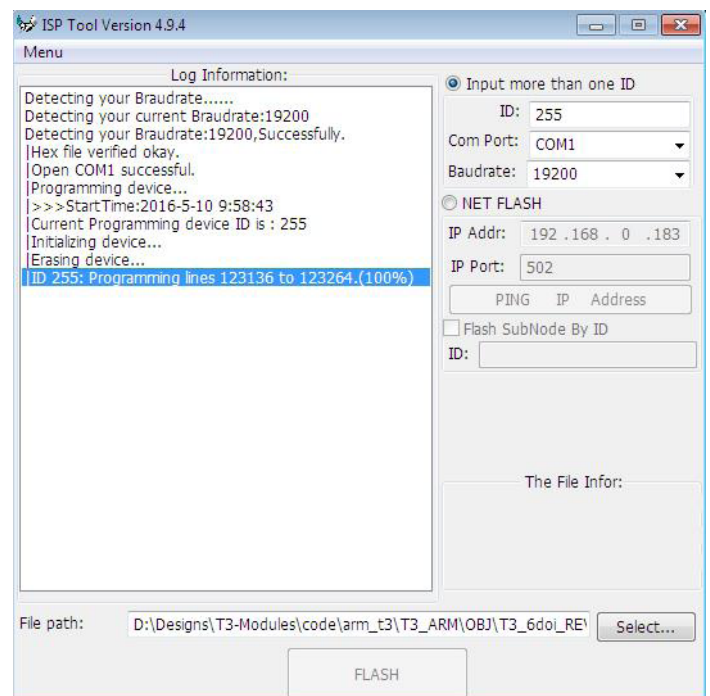 ISP Tool Version 4.9.4
Menu
Log Information:
Detecting your Braudrate......
Detecting your current Braudrate:19200
Detecting your Braudrate:19200,Successfully.
|Hex file verified okay.
|Open COM1 successful.
|Programming device...
|>>>StartTime:2016-5-10 9:58:43
|Current Programming device ID is : 255
|Initializing device...
|Erasing device...
|ID 255: Programming lines 123136 to 123264.(100%)
Input more than one ID
ID: 255
Com Port: COM1
Baudrate: 19200
NET FLASH
IP Addr: 192 .168 . 0 .183
IP Port: 502
PING IP Address
Flash SubNode By ID
ID:
The File Infor:
File path: D:\Designs\T3-Modules\code\arm_t3\T3_ARM\OBJ\T3_6doi_RE Select...
FLASH